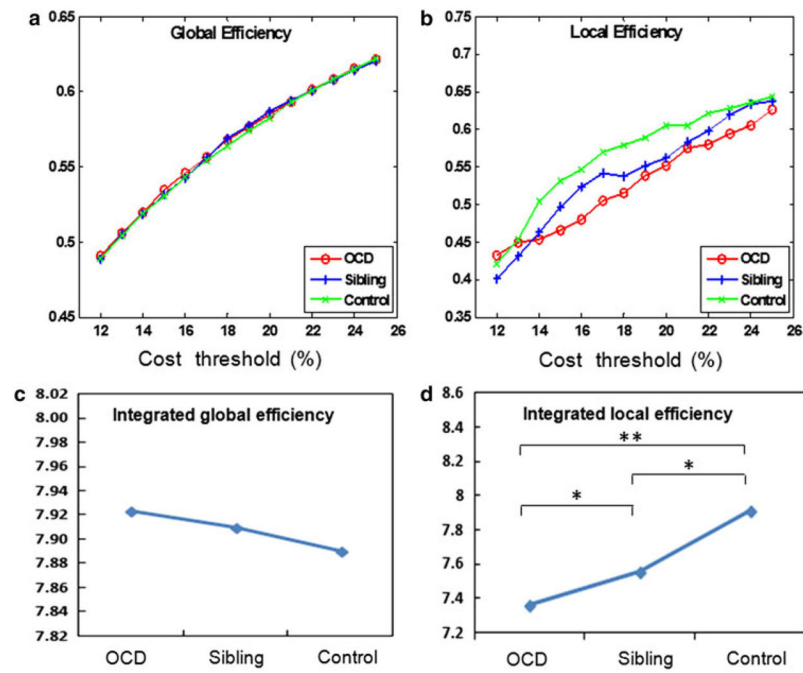 a
Global Efficiency
0.65
0.6
0.55
0.5
0.45
12 14 16 18 20 22 24 26
Cost threshold (%)
OCD
Sibling
Control
b
Local Efficiency
0.75
0.7
0.65
0.6
0.55
0.5
0.45
0.4
0.35
12 14 16 18 20 22 24 26
Cost threshold (%)
OCD
Sibling
Control
c
Integrated global efficiency
8.02
8.00
7.98
7.96
7.94
7.92
7.90
7.88
7.86
7.84
7.82
OCD Sibling Control
d
Integrated local efficiency
8.6
8.4
8.2
8
7.8
7.6
7.4
7.2
**
*
*
OCD Sibling Control